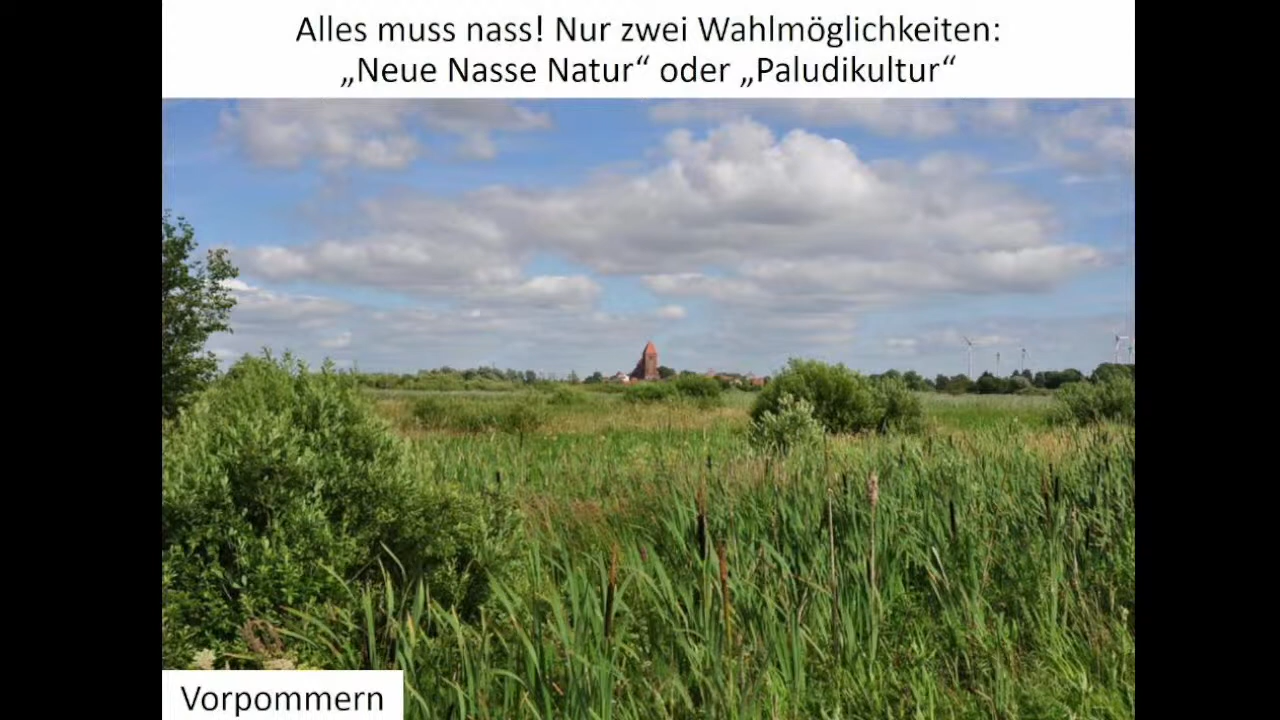 Alles muss nass! Nur zwei Wahlmöglichkeiten:
„Neue Nasse Natur“ oder „Paludikultur“
Vorpommern